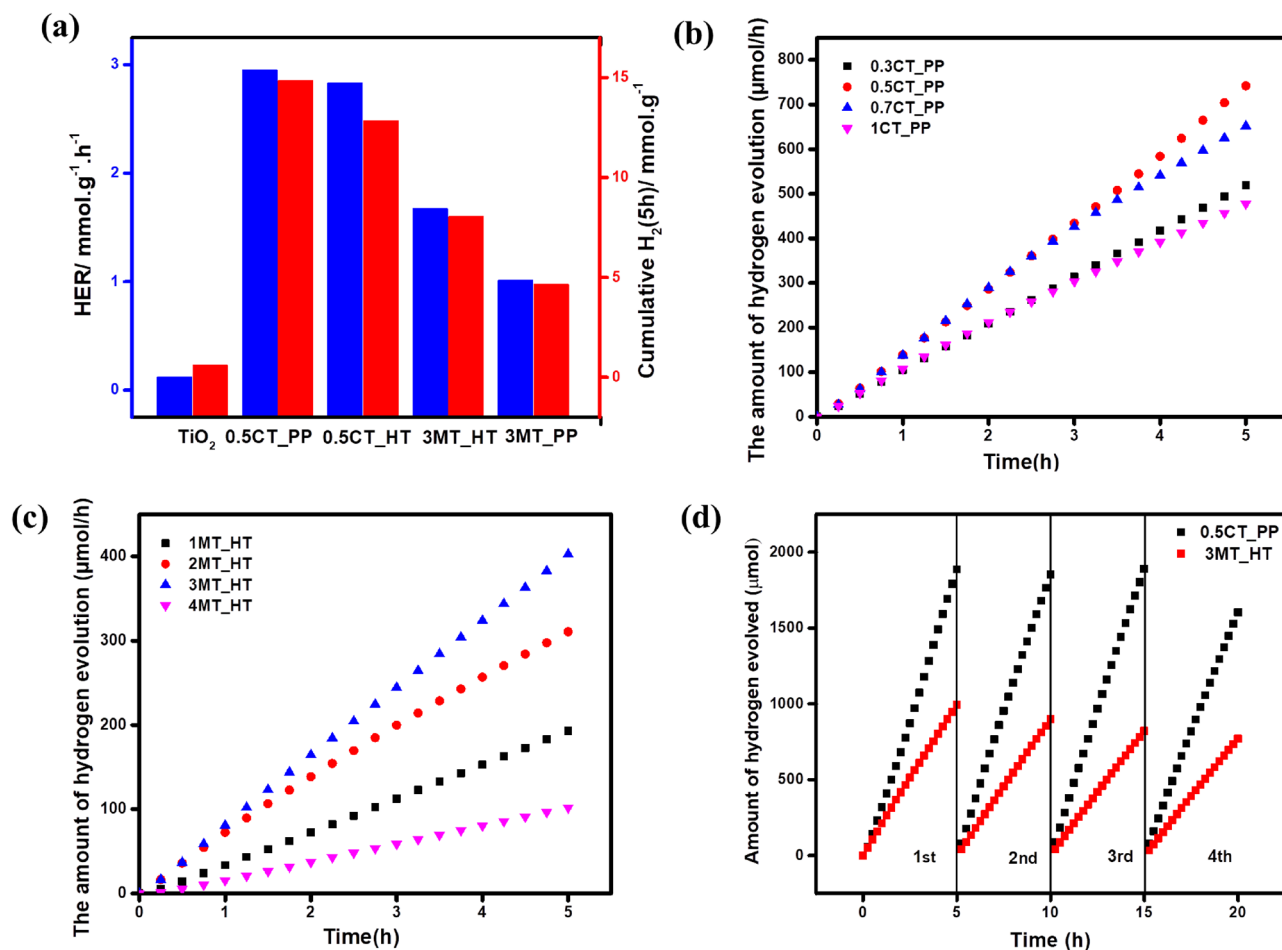 (a)
HER/ mmol.g⁻¹.h⁻¹
3
2
1
0
Cumulative H₂(5h)/ mmol.g⁻¹
15
10
5
0
TiO₂ 0.5CT_PP 0.5CT_HT 3MT_HT 3MT_PP
(b)
The amount of hydrogen evolution (µmol/h)
800
700
600
500
400
300
200
100
0
0.3CT_PP
0.5CT_PP
0.7CT_PP
1CT_PP
0 1 2 3 4 5
Time(h)
(c)
The amount of hydrogen evolution (µmol/h)
400
300
200
100
0
1MT_HT
2MT_HT
3MT_HT
4MT_HT
0 1 2 3 4 5
Time(h)
(d)
Amount of hydrogen evolved (µmol)
2000
1500
1000
500
0
0.5CT_PP
3MT_HT
1st 2nd 3rd 4th
0 5 10 15 20
Time (h)